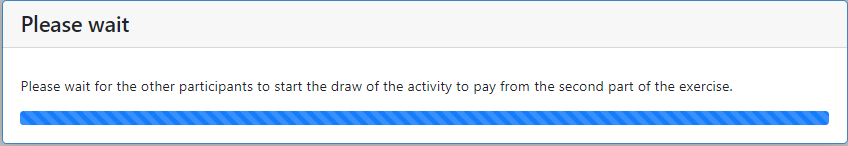 Please wait
Please wait for the other participants to start the draw of the activity to pay from the second part of the exercise.